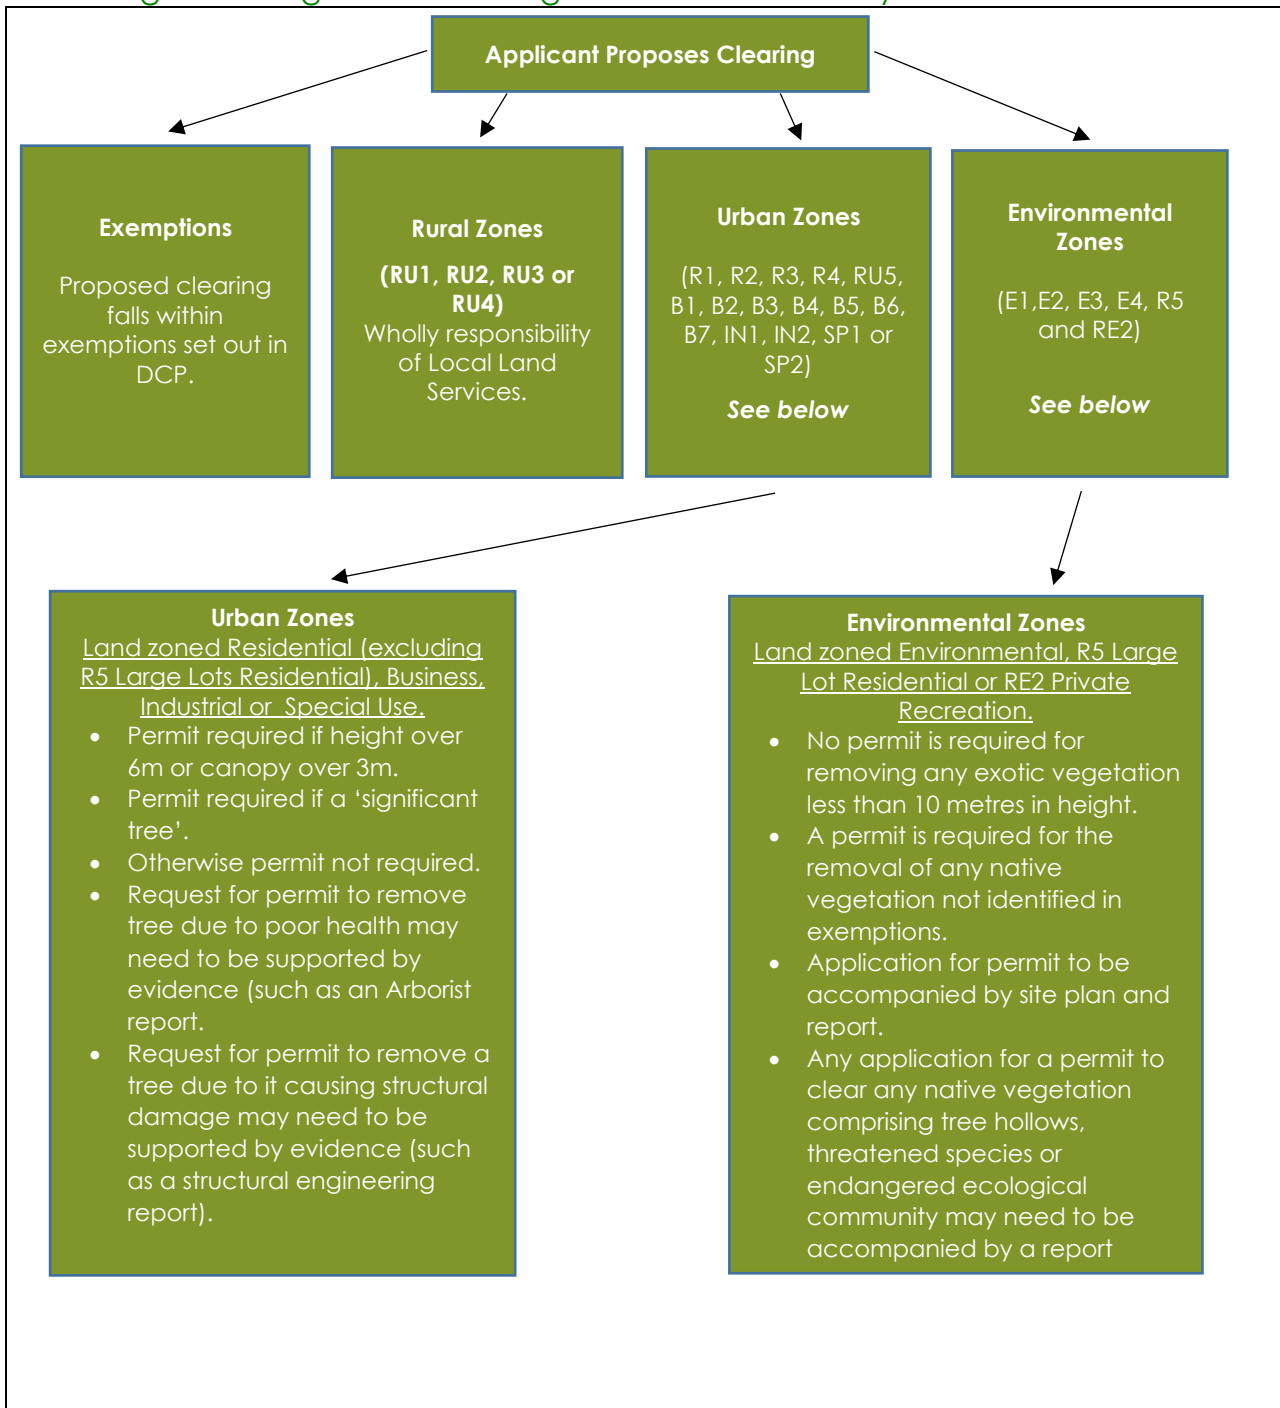 Applicant Proposes Clearing
Exemptions
Proposed clearing
falls within
exemptions set out in
DCP.
Rural Zones
(RU1, RU2, RU3 or
RU4)
Wholly responsibility
of Local Land
Services.
Urban Zones
(R1, R2, R3, R4, RU5,
B1, B2, B3, B4, B5, B6,
B7, IN1, IN2, SP1 or
SP2)
See below
Environmental
Zones
(E1,E2, E3, E4, R5
and RE2)
See below
Urban Zones
Land zoned Residential (excluding
R5 Large Lots Residential), Business,
Industrial or  Special Use.
• Permit required if height over
6m or canopy over 3m.
• Permit required if a ‘significant
tree’.
• Otherwise permit not required.
• Request for permit to remove
tree due to poor health may
need to be supported by
evidence (such as an Arborist
report.
• Request for permit to remove a
tree due to it causing structural
damage may need to be
supported by evidence (such
as a structural engineering
report).
Environmental Zones
Land zoned Environmental, R5 Large
Lot Residential or RE2 Private
Recreation.
• No permit is required for
removing any exotic vegetation
less than 10 metres in height.
• A permit is required for the
removal of any native
vegetation not identified in
exemptions.
• Application for permit to be
accompanied by site plan and
report.
• Any application for a permit to
clear any native vegetation
comprising tree hollows,
threatened species or
endangered ecological
community may need to be
accompanied by a report